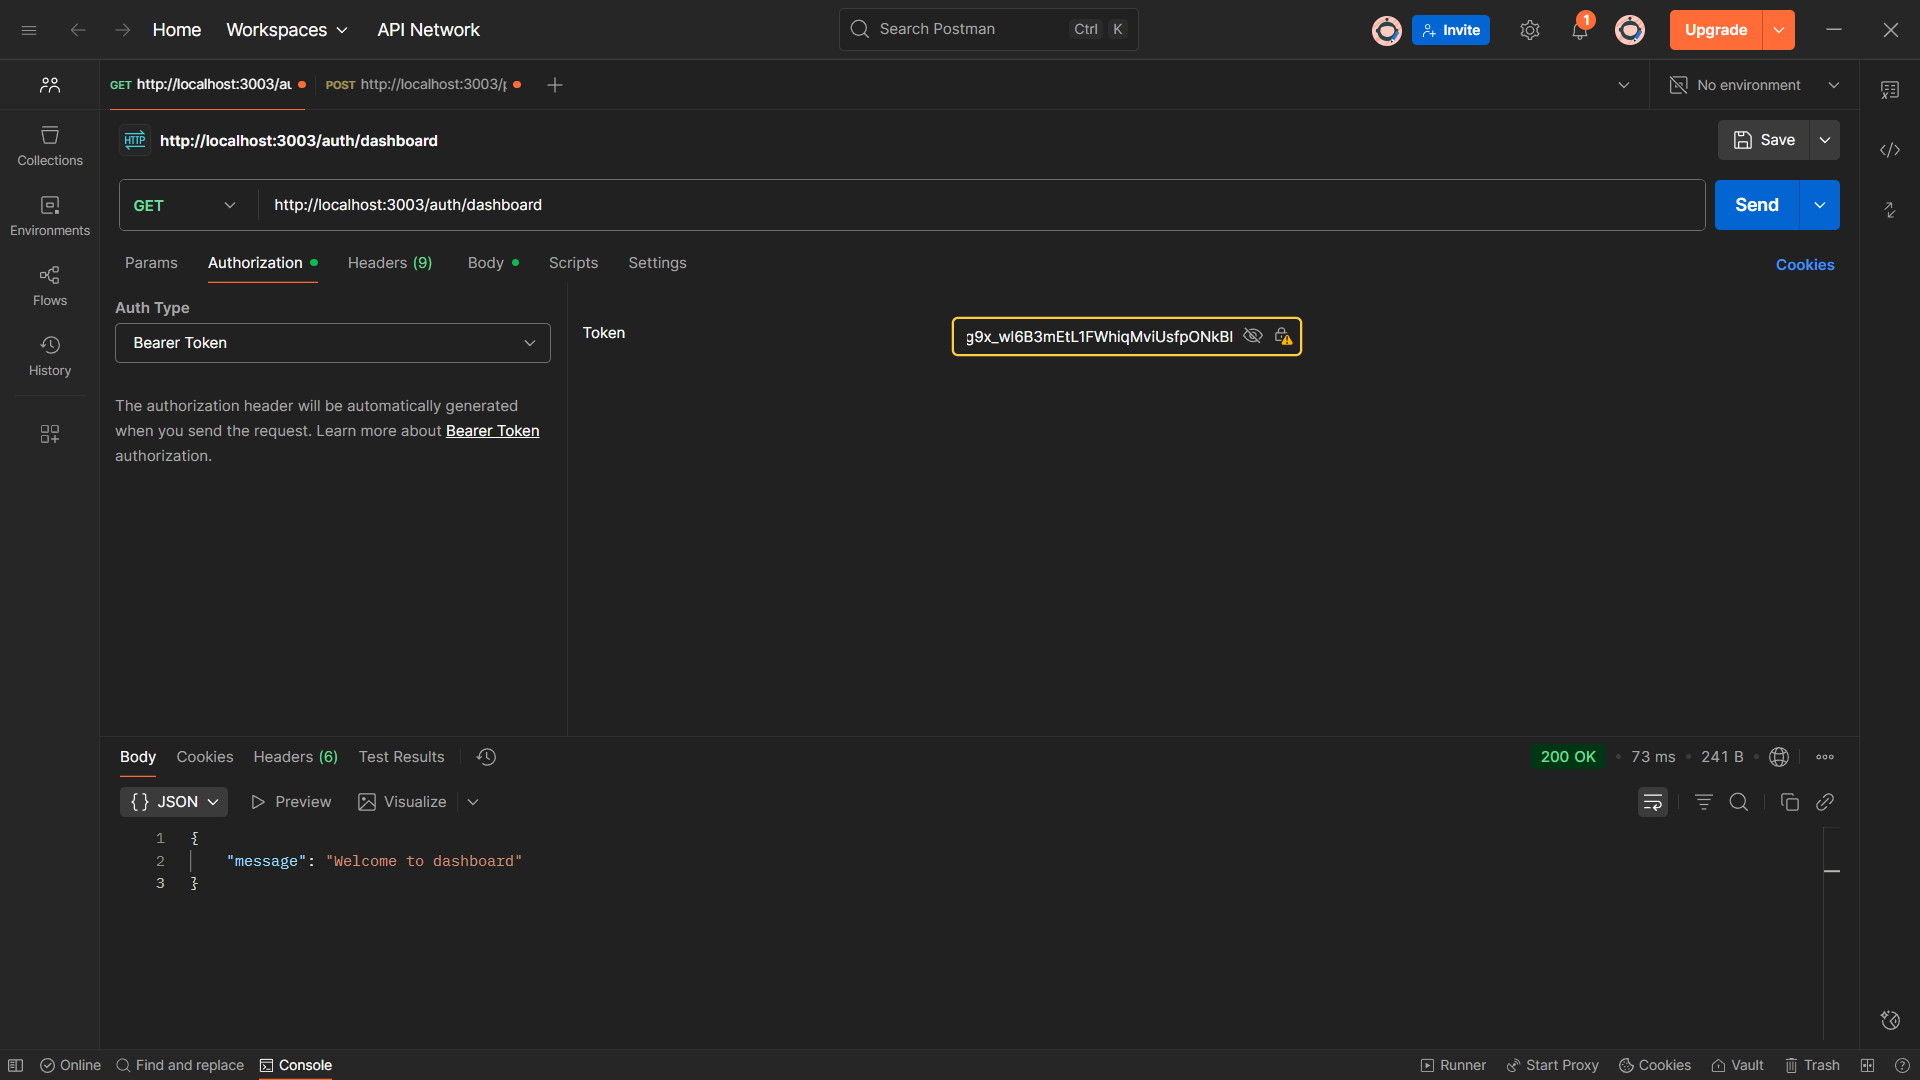 Home Workspaces API Network Search Postman Ctrl K Invite 1 Upgrade
GET http://localhost:3003/au POST http://localhost:3003/p No environment
HTTP http://localhost:3003/auth/dashboard Save
Collections
Environments
Flows
History
GET http://localhost:3003/auth/dashboard Send
Params Authorization Headers (9) Body Scripts Settings Cookies
Auth Type
Bearer Token
Token g9x_wI6B3mEtL1FWhiqMviUsfpONkBI
The authorization header will be automatically generated
when you send the request. Learn more about Bearer Token
authorization.
Body Cookies Headers (6) Test Results 200 OK • 73 ms • 241 B
{} JSON Preview Visualize
1 {
2 "message": "Welcome to dashboard"
3 }
Online Find and replace Console Runner Start Proxy Cookies Vault Trash